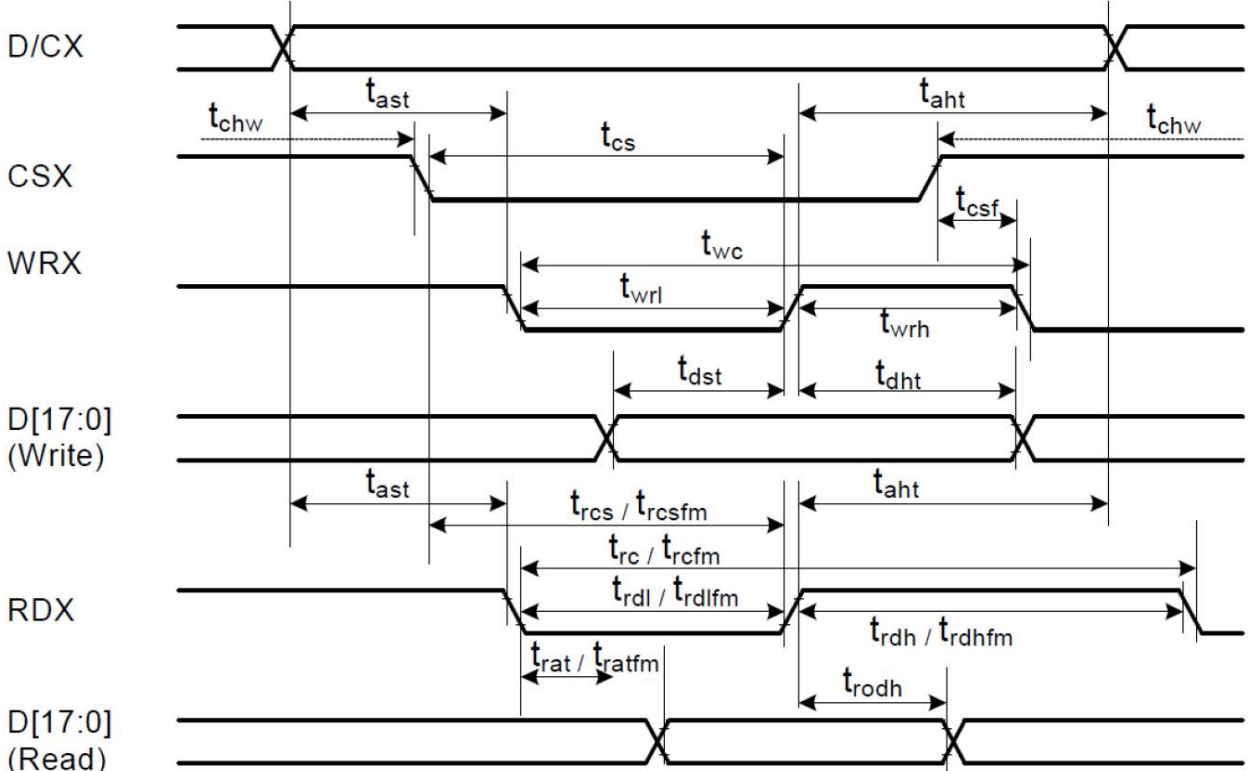 D/CX
t_ast
t_aht
t_chw
t_chw
t_cs
CSX
t_csf
WRX
t_wc
t_wrl
t_wrh
t_dst
t_dht
D[17:0]
(Write)
t_ast
t_aht
t_rcs / t_rcsfm
t_rc / t_rcfm
t_rdl / t_rdlfm
RDX
t_rdh / t_rdhfm
t_rat / t_ratfm
t_rodh
D[17:0]
(Read)